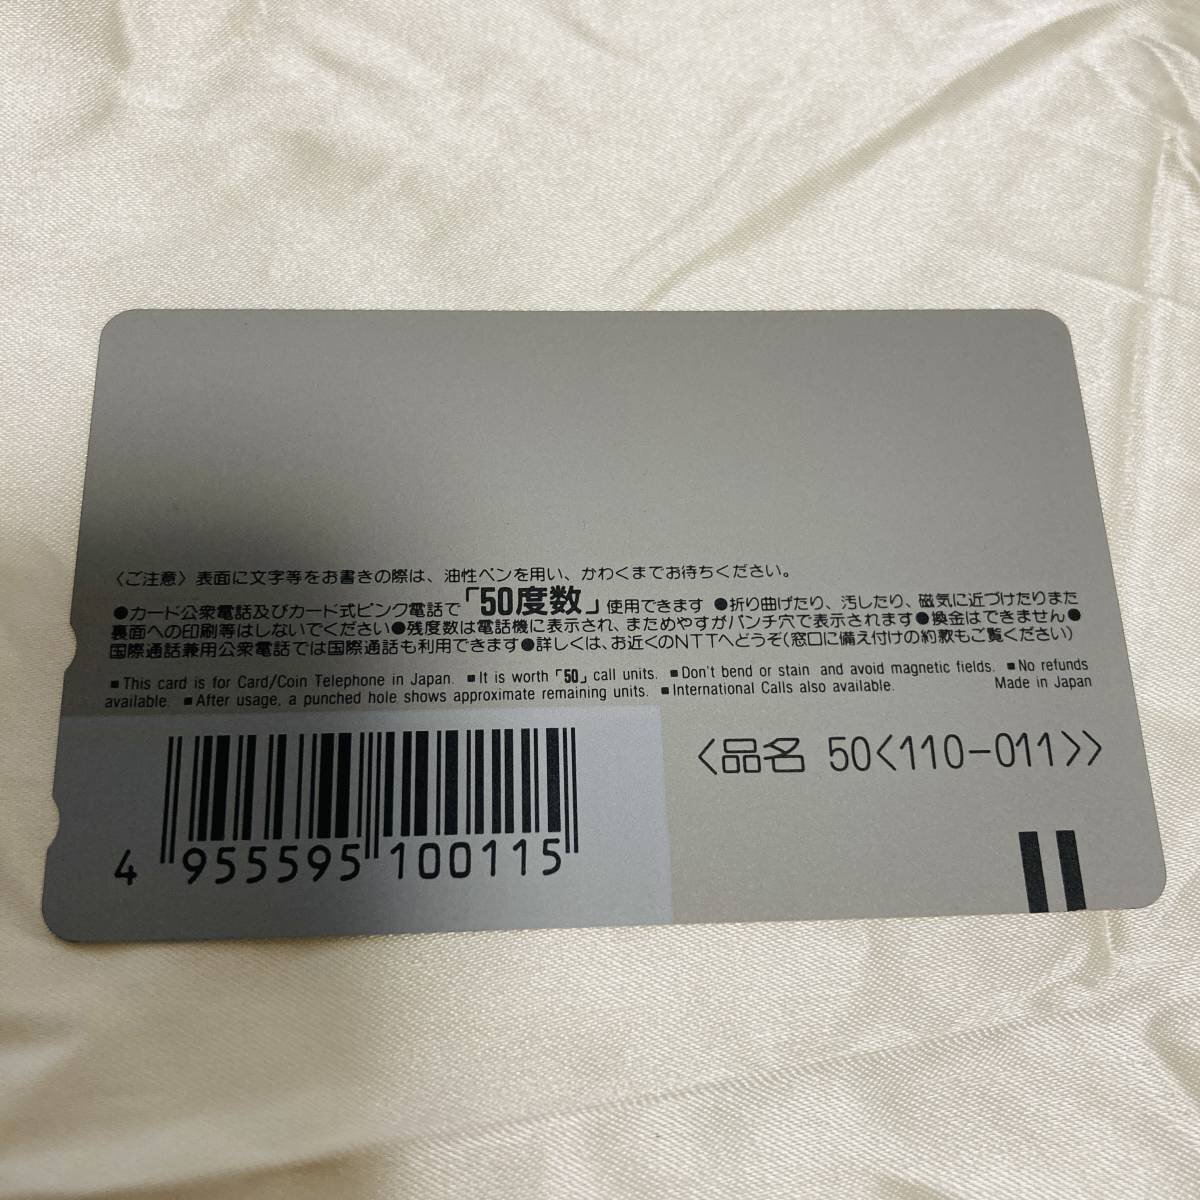 〈ご注意〉表面に文字等をお書きの際は、油性ペンを用い、かわくまでお待ちください。
●カード公衆電話及びカード式ピンク電話で「50度数」使用できます ●折り曲げたり、汚したり、磁気に近づけたりまた
裏面への印刷等はしないでください●残度数は電話機に表示され、まためやすがパンチ穴で表示されます●換金はできません●
国際通話兼用公衆電話では国際通話も利用できます●詳しくは、お近くのNTTへどうぞ(窓口に備え付けの約款もご覧ください)
■This card is for Card/Coin Telephone in Japan. ■It is worth「50」call units. ■Don't bend or stain and avoid magnetic fields. ■No refunds
available. ■After usage, a punched hole shows approximate remaining units. ■International Calls also available. Made in Japan
<品名 50<110-011>>
4 955595 100115